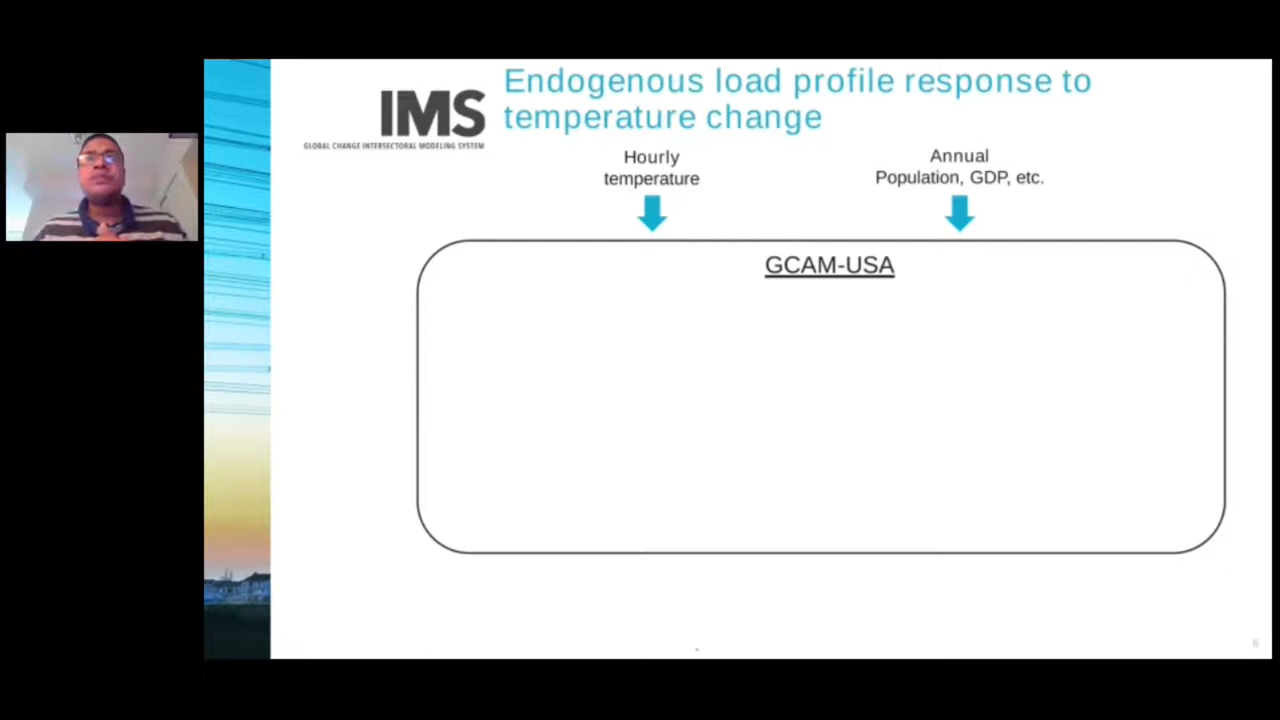 Endogenous load profile response to
temperature change
IMS
GLOBAL CHANGE INTERSECTORAL MODELING SYSTEM
Hourly
temperature
Annual
Population, GDP, etc.
GCAM-USA
6